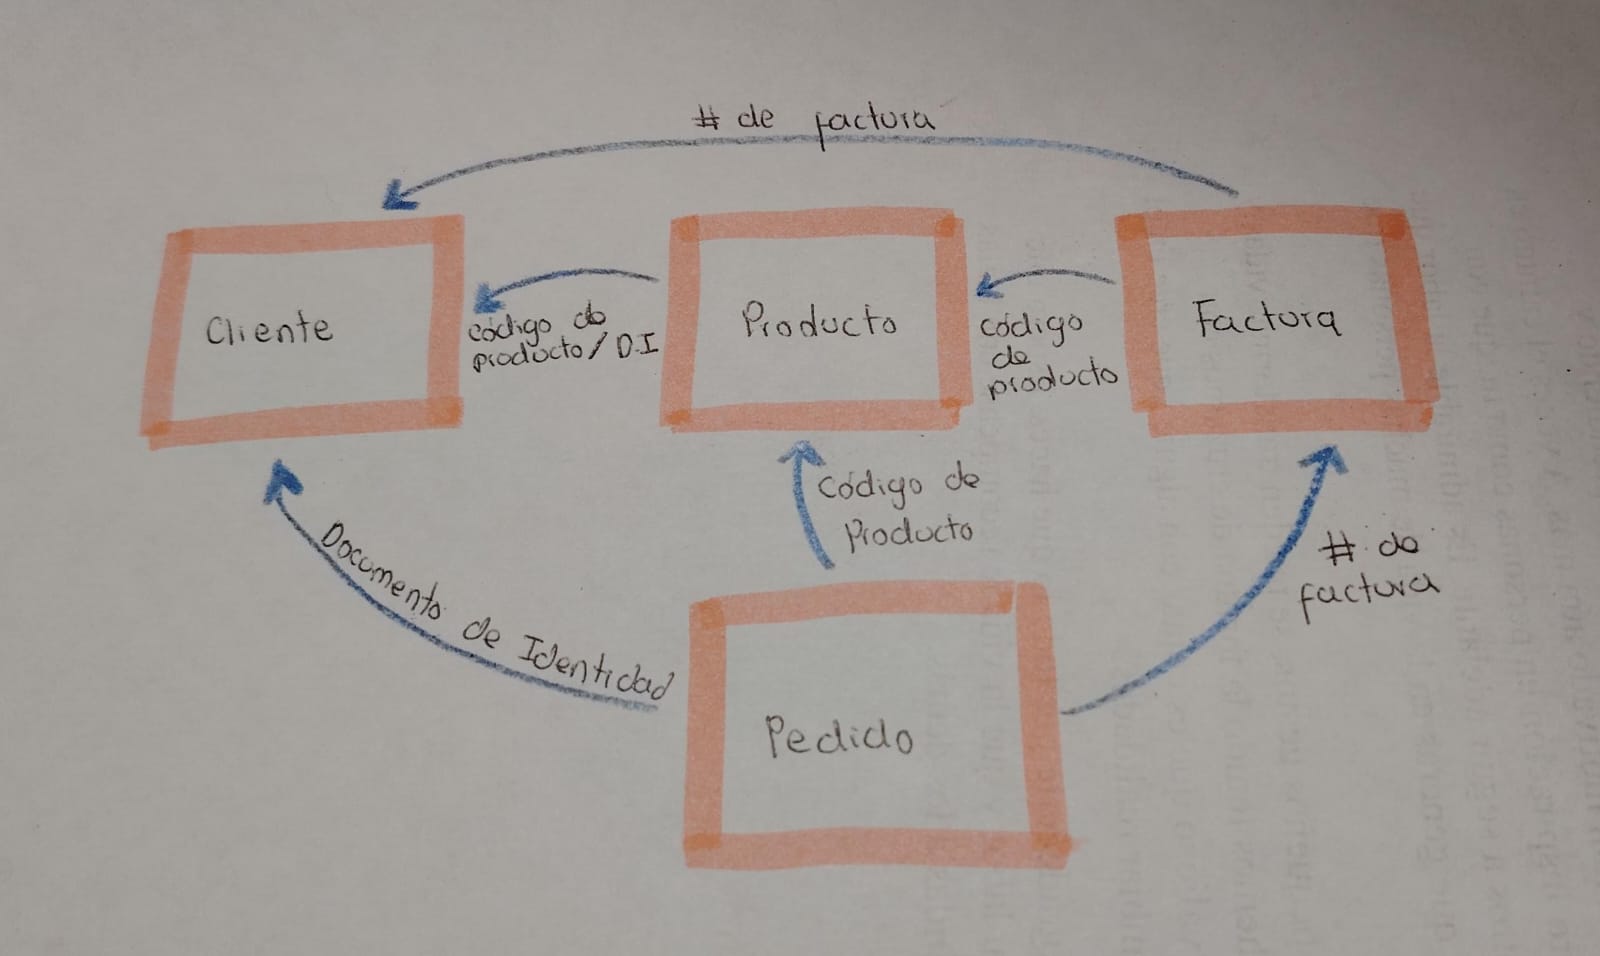 # de factura
Cliente
código de
producto/D.I
Producto
código
de
producto
Factura
Código de
Producto
Documento de Identidad
# de
factura
Pedido